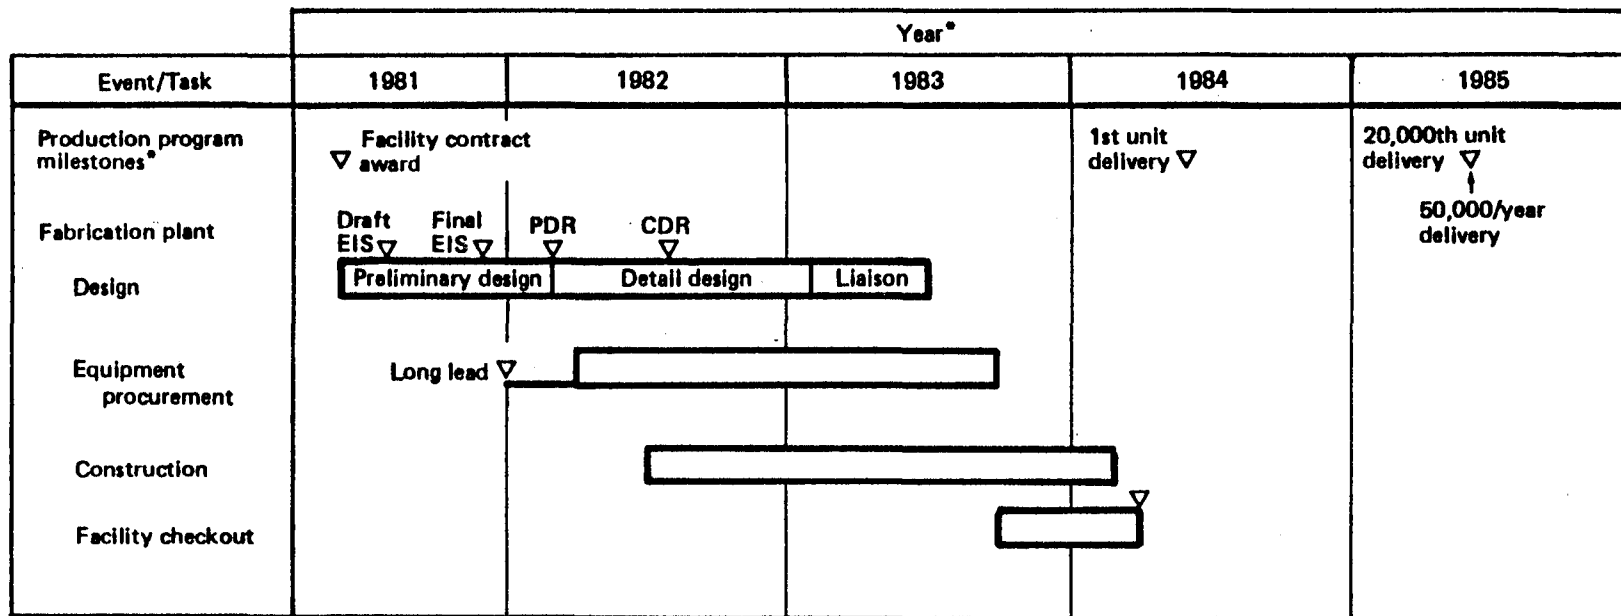 Year*
Event/Task 1981 1982 1983 1984 1985
Production program
milestones*
Facility contract
award
1st unit
delivery
20,000th unit
delivery
50,000/year
delivery
Fabrication plant
Draft
EIS
Final
EIS
PDR
CDR
Design
Preliminary design
Detail design
Liaison
Equipment
procurement
Long lead
Construction
Facility checkout